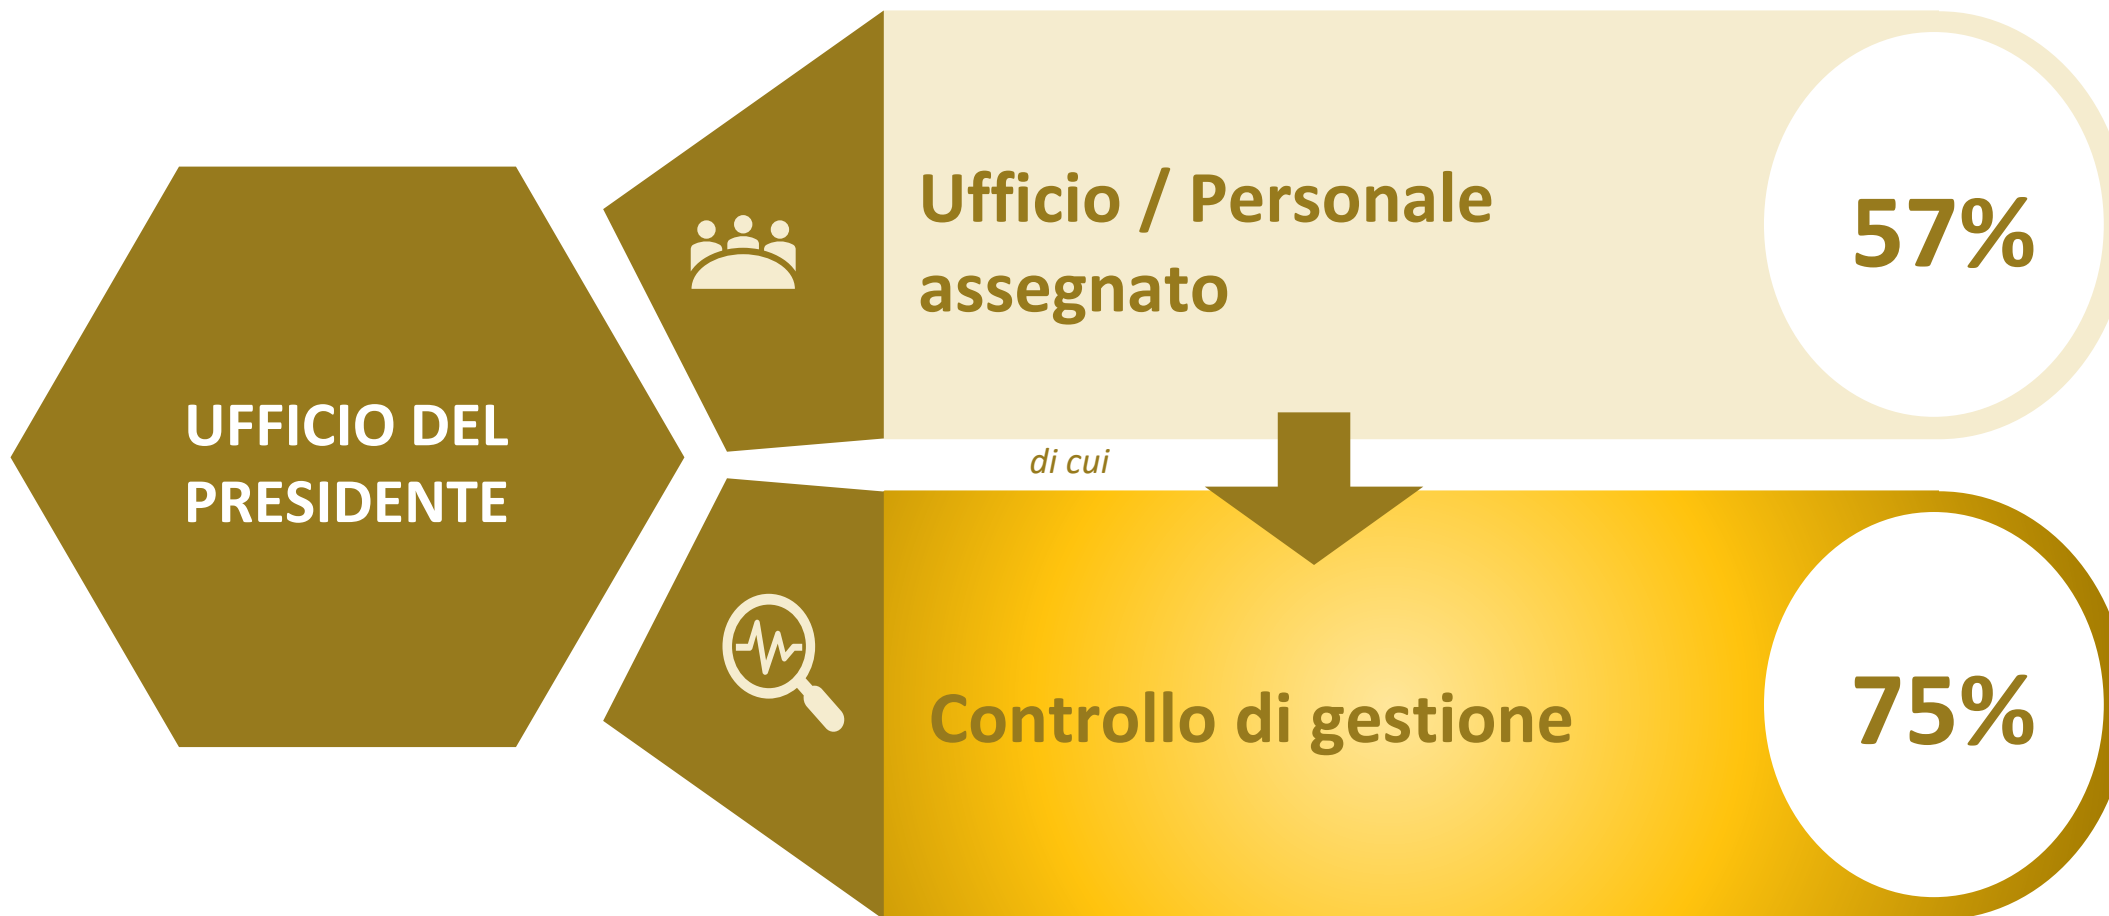 UFFICIO DEL
PRESIDENTE
Ufficio / Personale
assegnato
57%
di cui
Controllo di gestione
75%